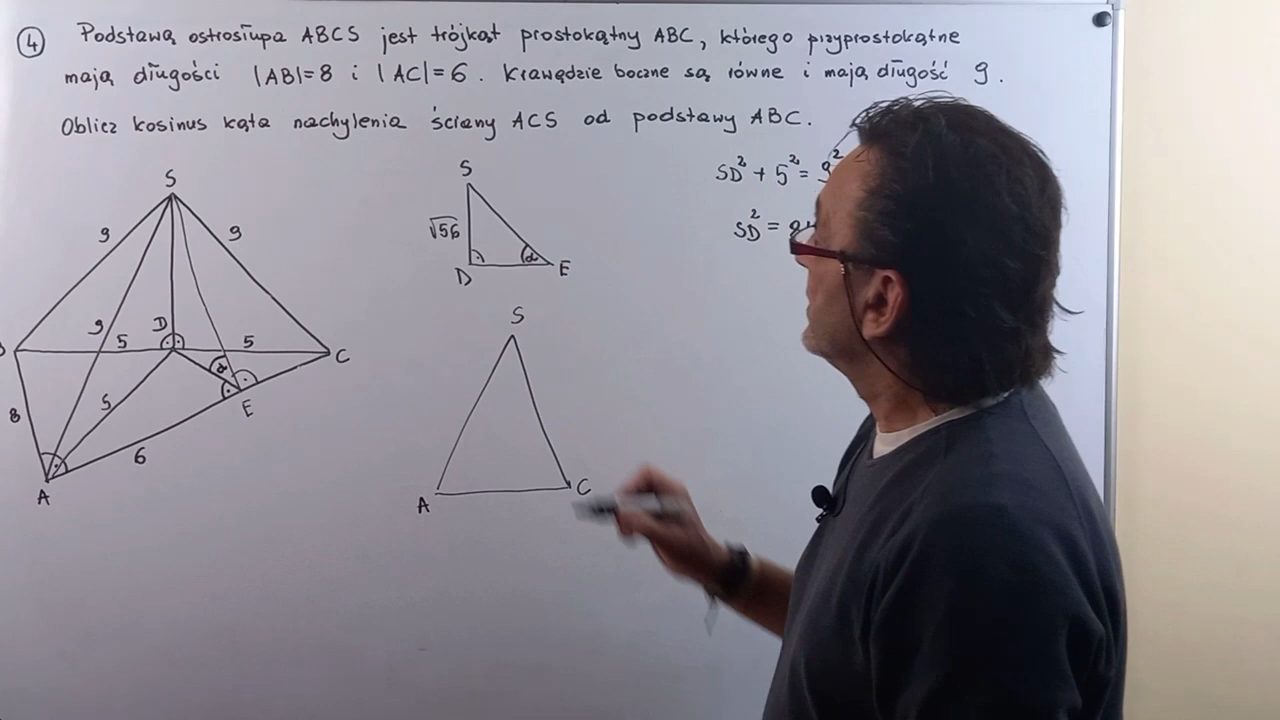 ④ Podstawą ostrosłupa ABCS jest trójkąt prostokątny ABC, którego przyprostokątne
mają długości |AB|=8 i |AC|=6. Krawędzie boczne są równe i mają długość 9.
Oblicz kosinus kąta nachylenia ściany ACS od podstawy ABC.
S
9
9
9
D
5
5
C
α
5
E
8
6
A
S
√56
α
D
E
S
A
C
SD² + 5² = 9²
SD² =